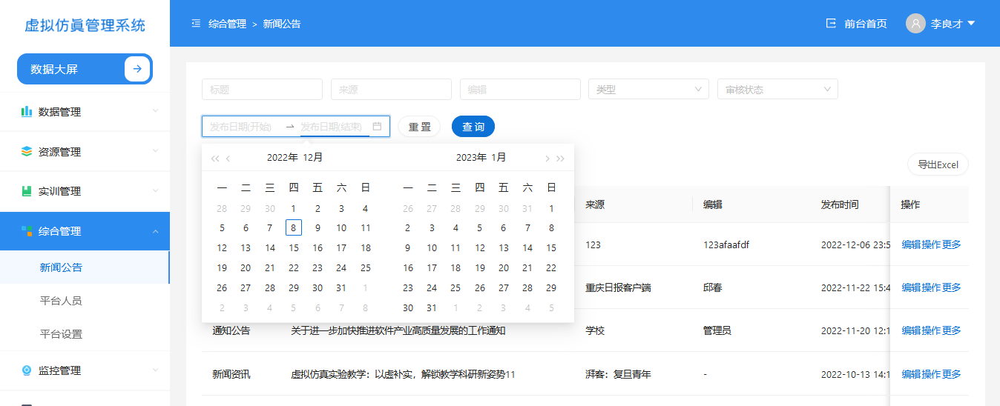 虚拟仿真管理系统
综合管理 > 新闻公告
前台首页
李良才
数据大屏
数据管理
资源管理
实训管理
综合管理
新闻公告
平台人员
平台设置
监控管理
标题 来源 编辑 类型 审核状态
发布日期(开始) → 发布日期(结束) 重 置 查 询
2022年 12月 2023年 1月
一 二 三 四 五 六 日 一 二 三 四 五 六 日
28 29 30 1 2 3 4 26 27 28 29 30 31 1
5 6 7 8 9 10 11 2 3 4 5 6 7 8
12 13 14 15 16 17 18 9 10 11 12 13 14 15
19 20 21 22 23 24 25 16 17 18 19 20 21 22
26 27 28 29 30 31 1 23 24 25 26 27 28 29
2 3 4 5 6 7 8 30 31 1 2 3 4 5
导出Excel
来源 编辑 发布时间 操作
123 123afaafdf 2022-12-06 23:5 编辑操作更多
重庆日报客户端 邱春 2022-11-22 15:4 编辑操作更多
通知公告 关于进一步加快推进软件产业高质量发展的工作通知 学校 管理员 2022-11-20 12:1 编辑操作更多
新闻资讯 虚拟仿真实验教学：以虚补实，解锁教学科研新姿势11 湃客：复旦青年 - 2022-10-13 14:1 编辑操作更多